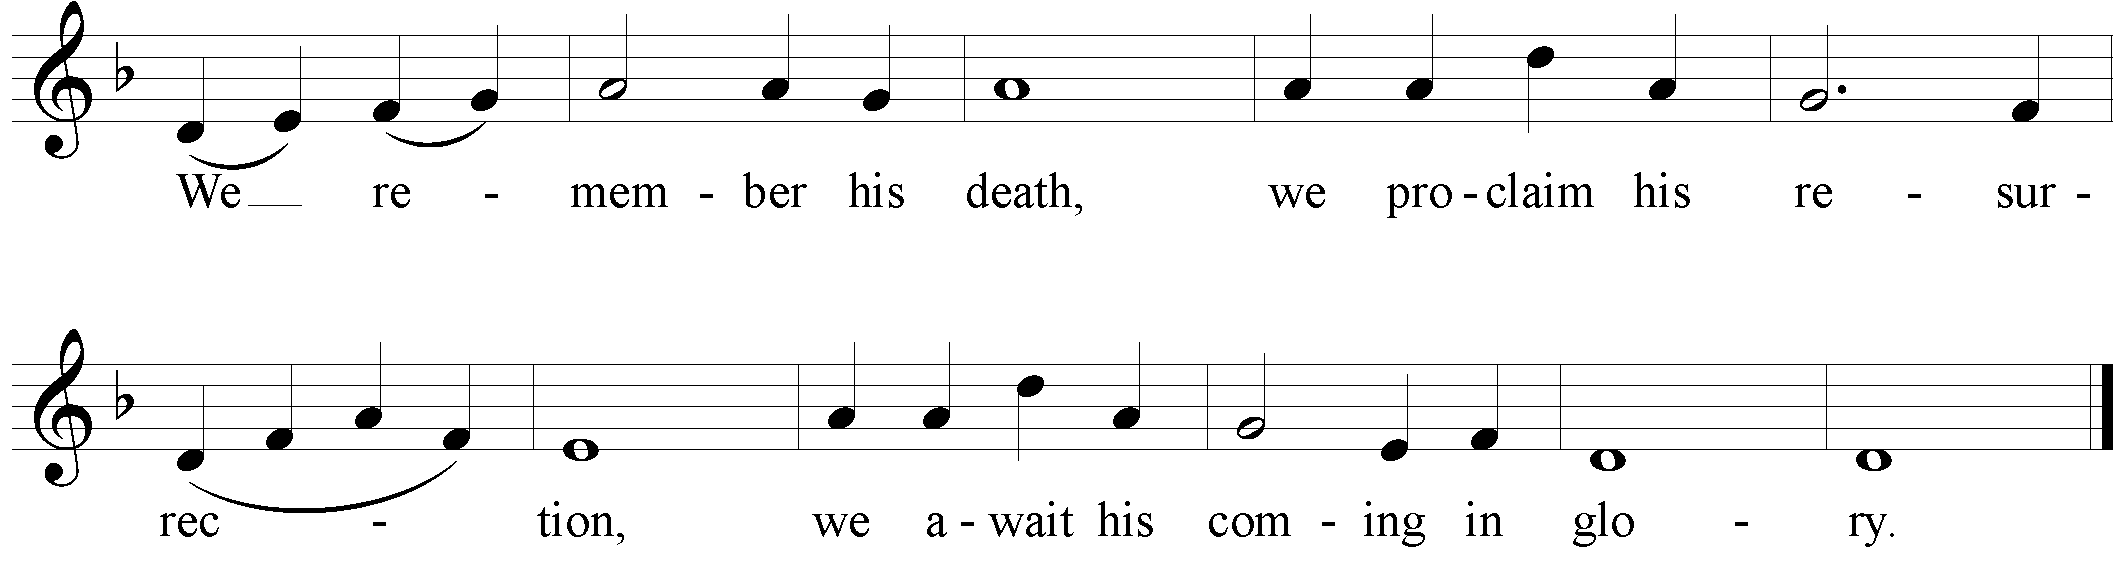 We__ re - mem - ber his death, we pro - claim his re - sur -
rec - tion, we a - wait his com - ing in glo - ry.